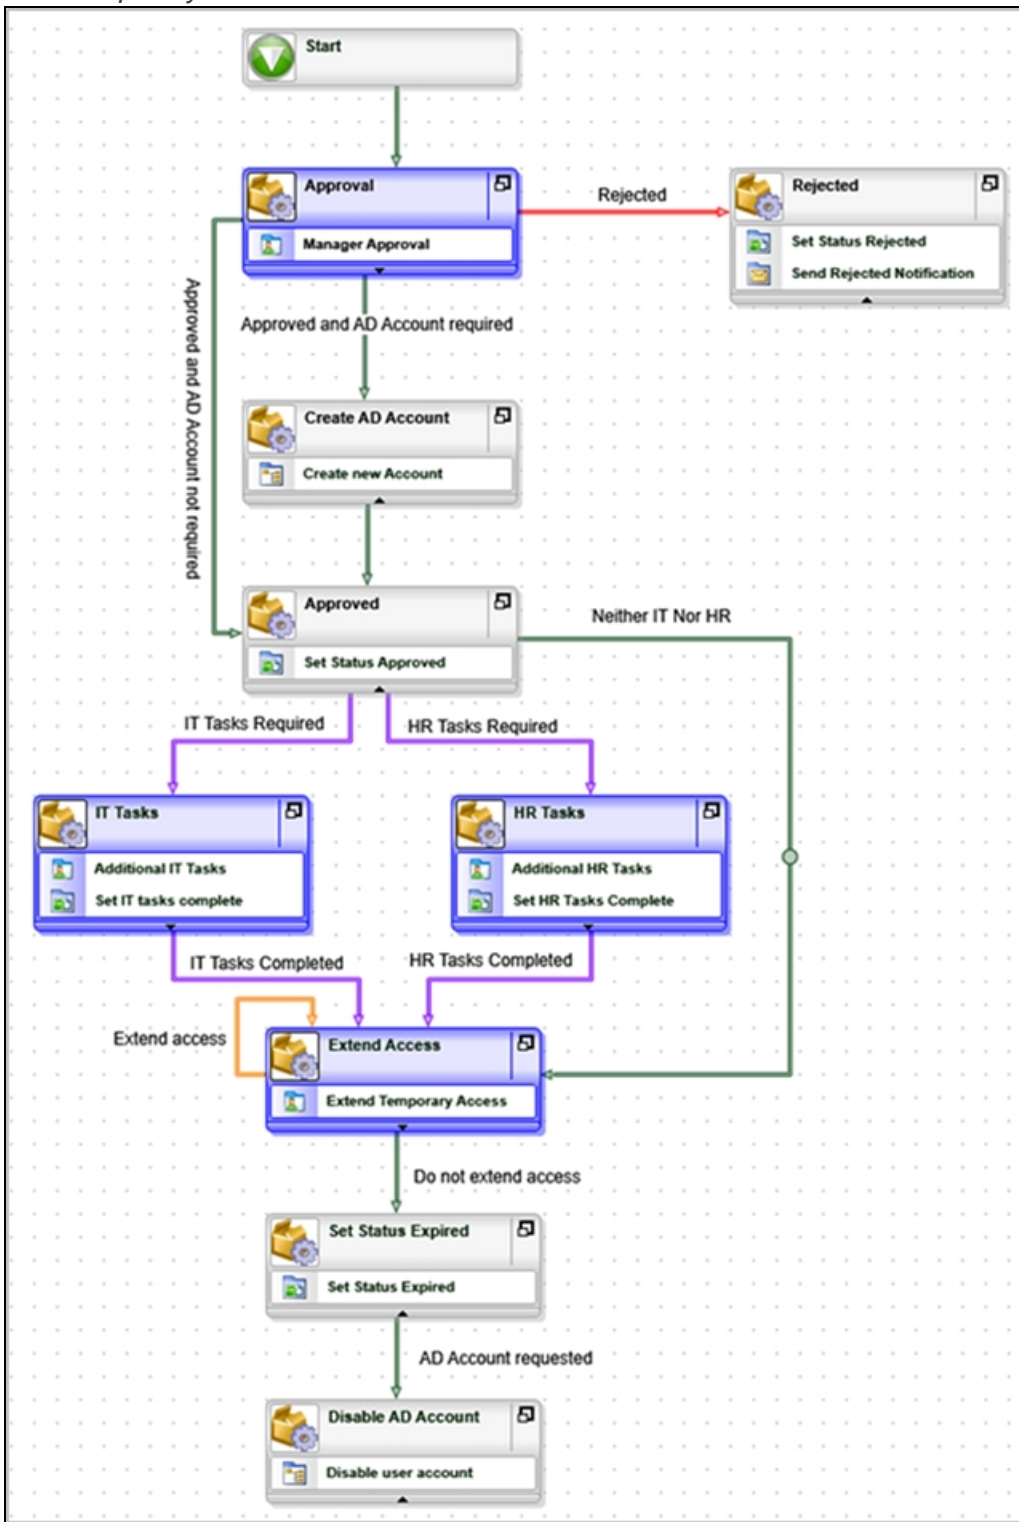 Start
Approval
Manager Approval
Rejected
Rejected
Set Status Rejected
Send Rejected Notification
Approved and AD Account required
Approved and AD Account not required
Create AD Account
Create new Account
Approved
Set Status Approved
Neither IT Nor HR
IT Tasks Required
HR Tasks Required
IT Tasks
Additional IT Tasks
Set IT tasks complete
HR Tasks
Additional HR Tasks
Set HR Tasks Complete
IT Tasks Completed
HR Tasks Completed
Extend access
Extend Access
Extend Temporary Access
Do not extend access
Set Status Expired
Set Status Expired
AD Account requested
Disable AD Account
Disable user account